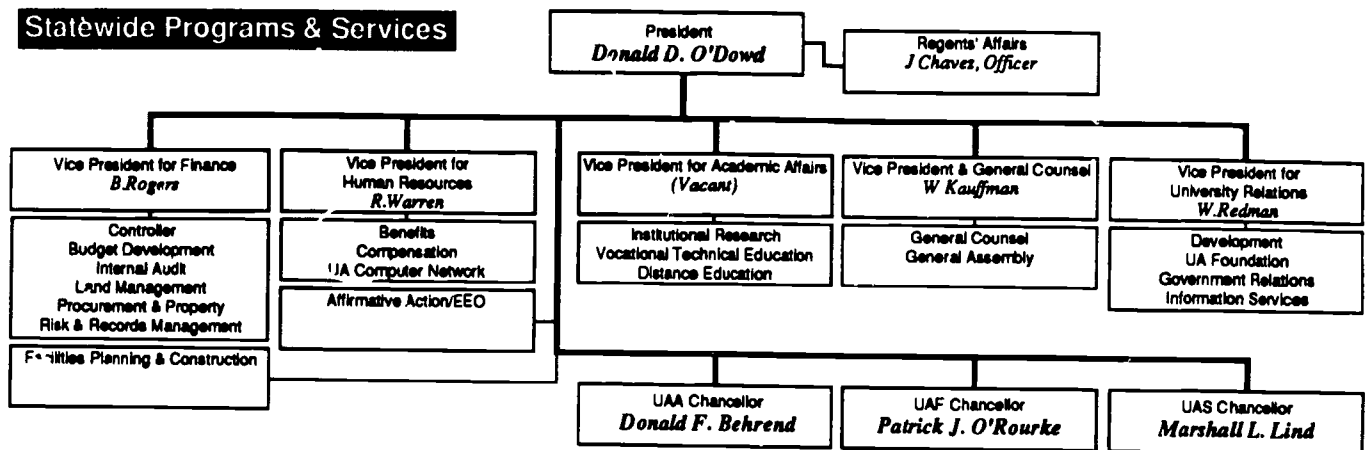 Statewide Programs & Services
President
Donald D. O'Dowd
Regents' Affairs
J Chavez, Officer
Vice President for Finance
B.Rogers
Vice President for
Human Resources
R.Warren
Vice President for Academic Affairs
(Vacant)
Vice President & General Counsel
W Kauffman
Vice President for
University Relations
W.Redman
Controller
Budget Development
Internal Audit
Land Management
Procurement & Property
Risk & Records Management
Benefits
Compensation
UA Computer Network
Institutional Research
Vocational Technical Education
Distance Education
General Counsel
General Assembly
Development
UA Foundation
Government Relations
Information Services
Affirmative Action/EEO
Facilities Planning & Construction
UAA Chancellor
Donald F. Behrend
UAF Chancellor
Patrick J. O'Rourke
UAS Chancellor
Marshall L. Lind